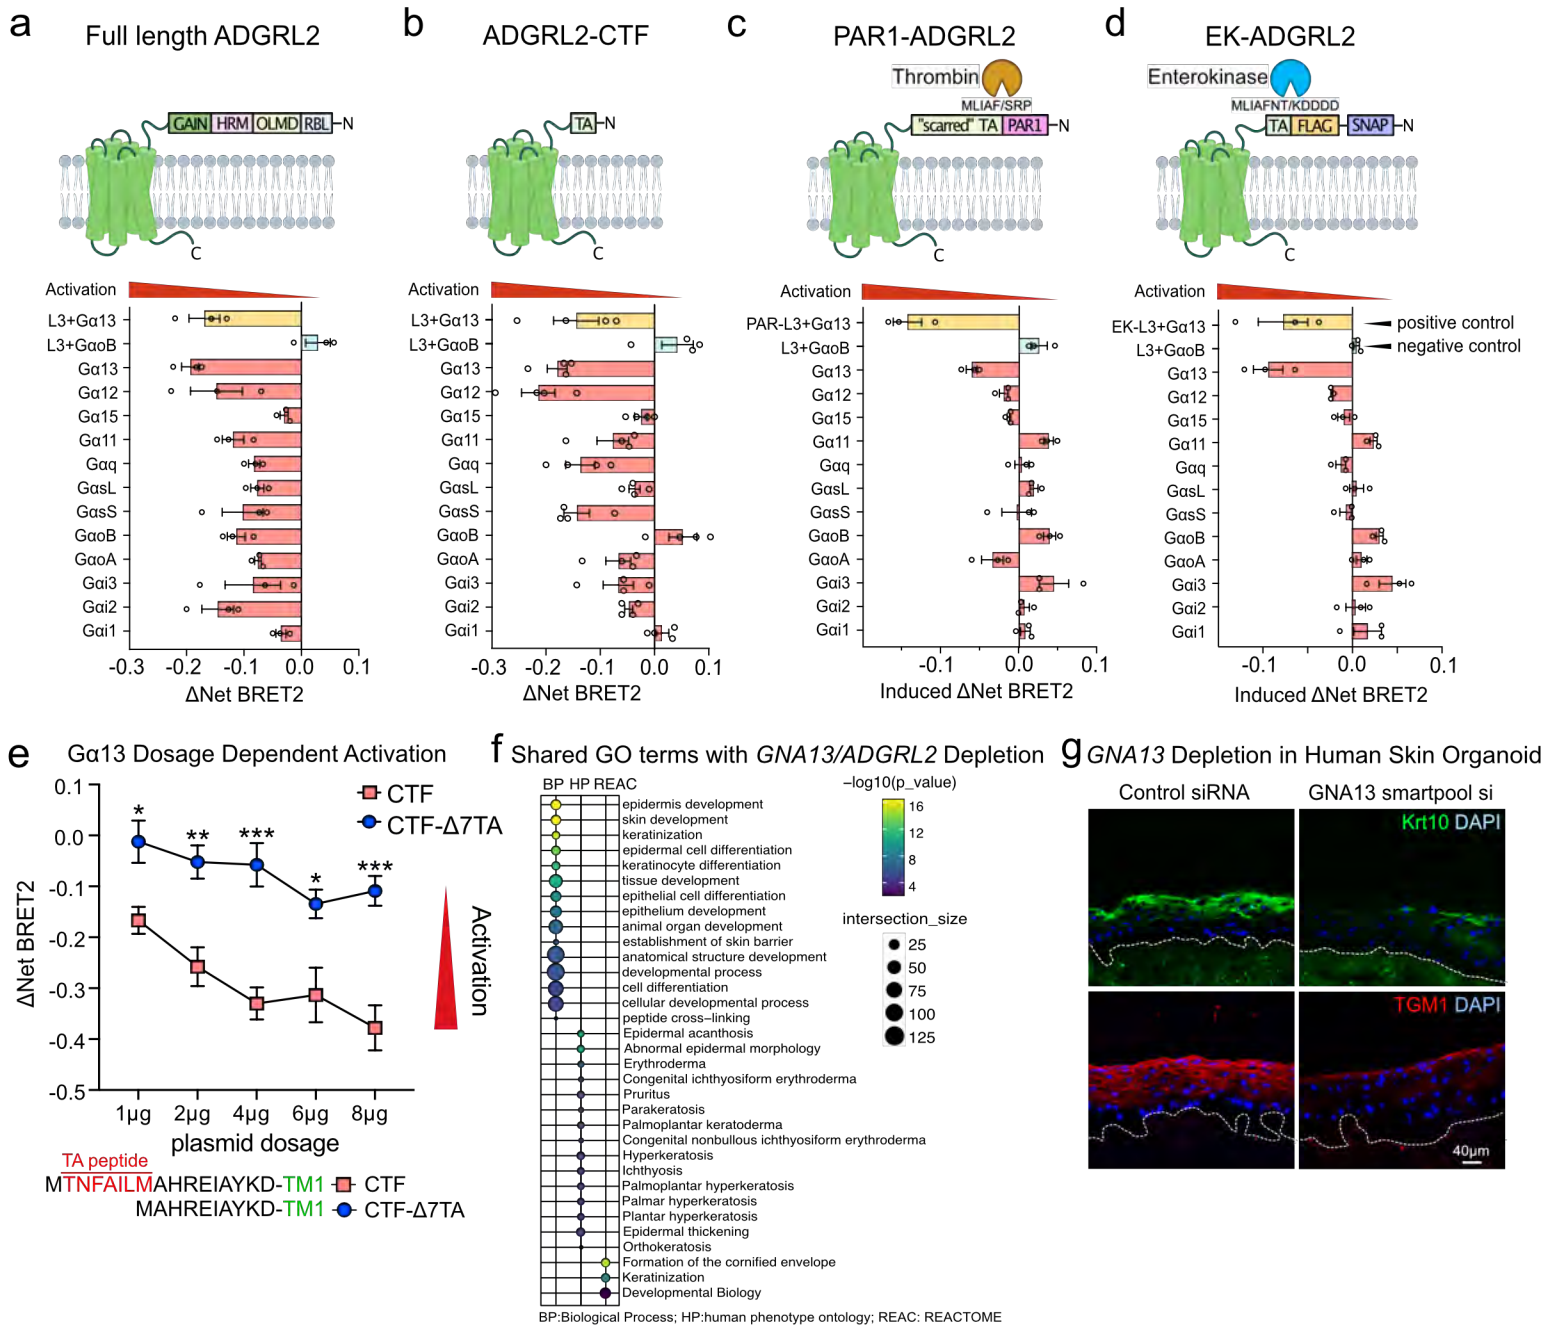 a
Full length ADGRL2
GAIN HRM OLMD RBL N
C
Activation
L3+Gα13
L3+GαoB
Gα13
Gα12
Gα15
Gα11
Gαq
GαsL
GαsS
GαoB
GαoA
Gαi3
Gαi2
Gαi1
-0.3 -0.2 -0.1 0.0 0.1
ΔNet BRET2
b
ADGRL2-CTF
TA N
C
Activation
L3+Gα13
L3+GαoB
Gα13
Gα12
Gα15
Gα11
Gαq
GαsL
GαsS
GαoB
GαoA
Gαi3
Gαi2
Gαi1
-0.3 -0.2 -0.1 0.0 0.1
ΔNet BRET2
c
PAR1-ADGRL2
Thrombin
MLIAF/SRP
"scarred" TA PAR1 N
C
Activation
PAR-L3+Gα13
L3+GαoB
Gα13
Gα12
Gα15
Gα11
Gαq
GαsL
GαsS
GαoB
GαoA
Gαi3
Gαi2
Gαi1
-0.1 0.0 0.1
Induced ΔNet BRET2
d
EK-ADGRL2
Enterokinase
MLIAFNT/KDDDD
TA FLAG SNAP N
C
Activation
EK-L3+Gα13
L3+GαoB
Gα13
Gα12
Gα15
Gα11
Gαq
GαsL
GαsS
GαoB
GαoA
Gαi3
Gαi2
Gαi1
positive control
negative control
-0.1 0.0 0.1
Induced ΔNet BRET2
e
Gα13 Dosage Dependent Activation
CTF
CTF-Δ7TA
0.1
0.0
-0.1
-0.2
-0.3
-0.4
-0.5
ΔNet BRET2
* ** *** * ***
Activation
1μg 2μg 4μg 6μg 8μg
plasmid dosage
TA peptide
MTNFAILMAHREIAYKD-TM1 CTF
MAHREIAYKD-TM1 CTF-Δ7TA
f
Shared GO terms with GNA13/ADGRL2 Depletion
BP HP REAC
epidermis development
skin development
keratinization
epidermal cell differentiation
keratinocyte differentiation
tissue development
epithelial cell differentiation
epithelium development
animal organ development
establishment of skin barrier
anatomical structure development
developmental process
cell differentiation
cellular developmental process
peptide cross−linking
Epidermal acanthosis
Abnormal epidermal morphology
Erythroderma
Congenital ichthyosiform erythroderma
Pruritus
Parakeratosis
Palmoplantar keratoderma
Congenital nonbullous ichthyosiform erythroderma
Hyperkeratosis
Ichthyosis
Palmoplantar hyperkeratosis
Palmar hyperkeratosis
Plantar hyperkeratosis
Epidermal thickening
Orthokeratosis
Formation of the cornified envelope
Keratinization
Developmental Biology
−log10(p_value)
16
12
8
4
intersection_size
25
50
75
100
125
BP:Biological Process; HP:human phenotype ontology; REAC: REACTOME
g
GNA13 Depletion in Human Skin Organoid
Control siRNA
GNA13 smartpool si
Krt10 DAPI
TGM1 DAPI
40μm